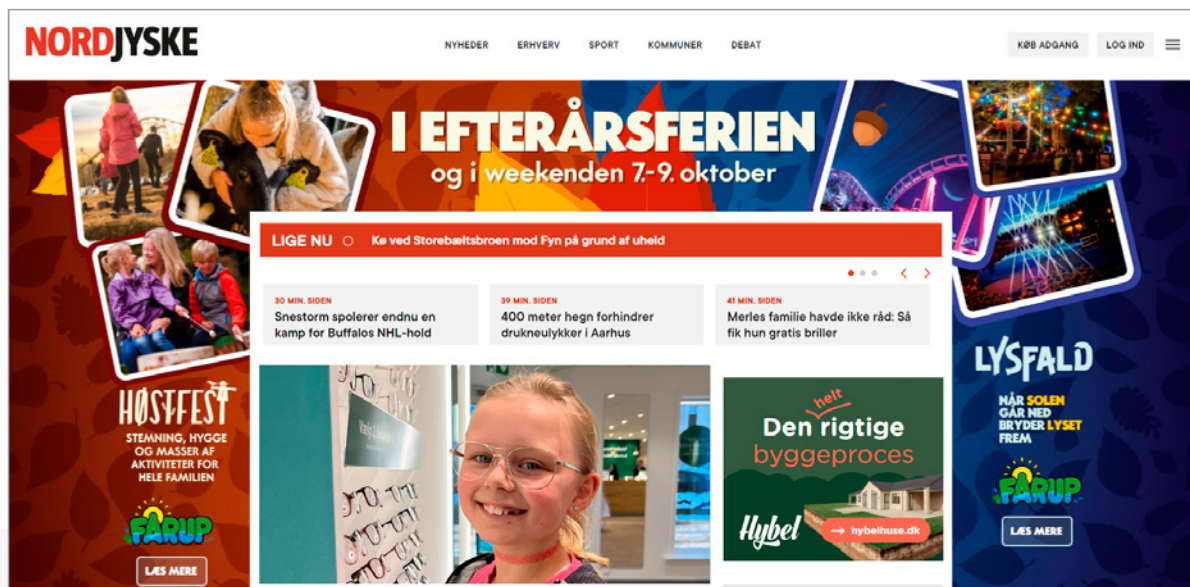 NORDJYSKE
NYHEDER ERHVERV SPORT KOMMUNER DEBAT
KØB ADGANG LOG IND
I EFTERÅRSFERIEN
og i weekenden 7.-9. oktober
LIGE NU Kø ved Storebæltsbroen mod Fyn på grund af uheld
30 MIN. SIDEN
Snestorm spolerer endnu en
kamp for Buffalos NHL-hold
39 MIN. SIDEN
400 meter hegn forhindrer
drukneulykker i Aarhus
41 MIN. SIDEN
Merles familie havde ikke råd: Så
fik hun gratis briller
HØSTFEST
STEMNING, HYGGE
OG MASSER AF
AKTIVITETER FOR
HELE FAMILIEN
FÅRUP
LÆS MERE
helt
Den rigtige
byggeproces
Hybel
hybelhuse.dk
LYSFALD
NÅR SOLEN
GÅR NED
BRYDER LYSET
FREM
FÅRUP
LÆS MERE